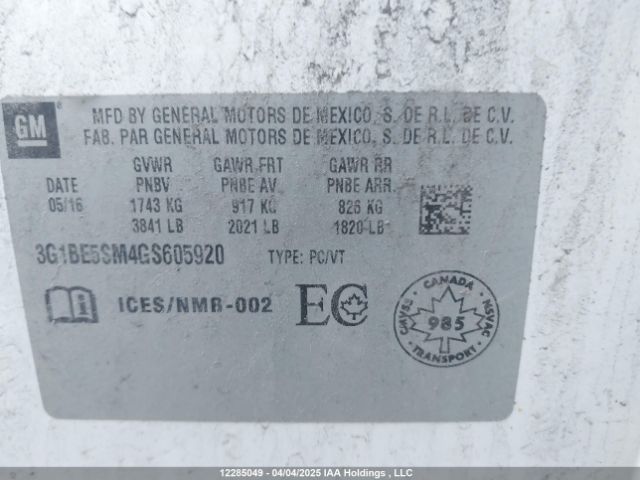 GM
MFD BY GENERAL MOTORS DE MEXICO, S. DE R.L. DE C.V.
FAB. PAR GENERAL MOTORS DE MEXICO, S. DE R.L. DE C.V.
GVWR GAWR FRT GAWR RR
DATE PNBV PNBE AV. PNBE ARR.
05/16 1743 KG 917 KG 826 KG
3841 LB 2021 LB 1820 LB
3G1BE5SM4GS605920 TYPE: PC/VT
ICES/NMB-002 EC
CANADA
CMVSS NSVAC
985
TRANSPORT
12285049 - 04/04/2025 IAA Holdings , LLC